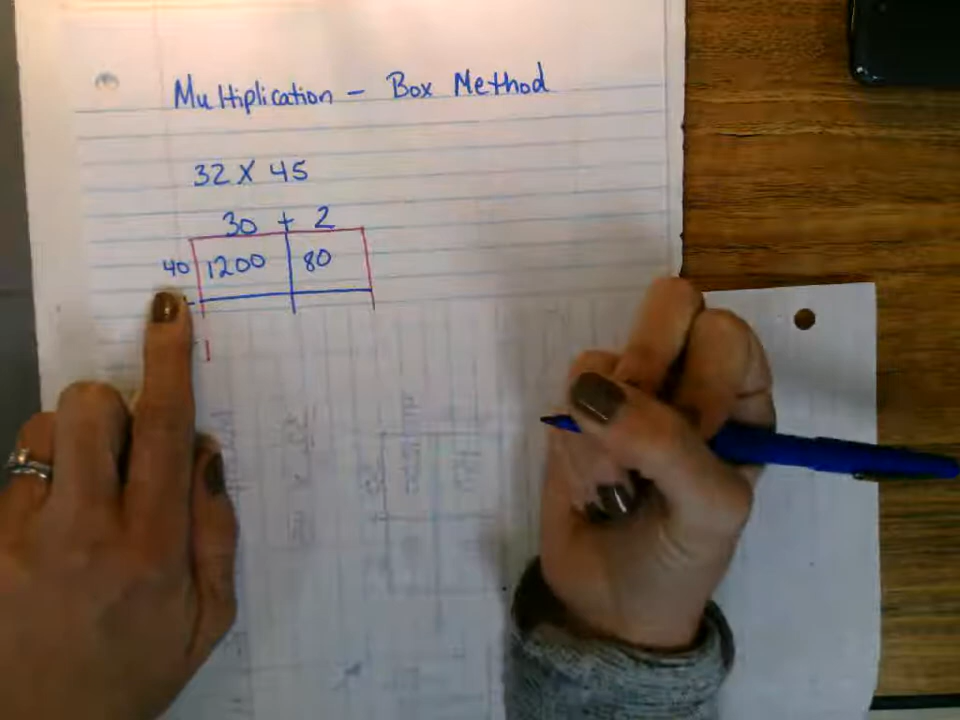 Multiplication - Box Method
32 x 45
30 + 2
40 1200 80